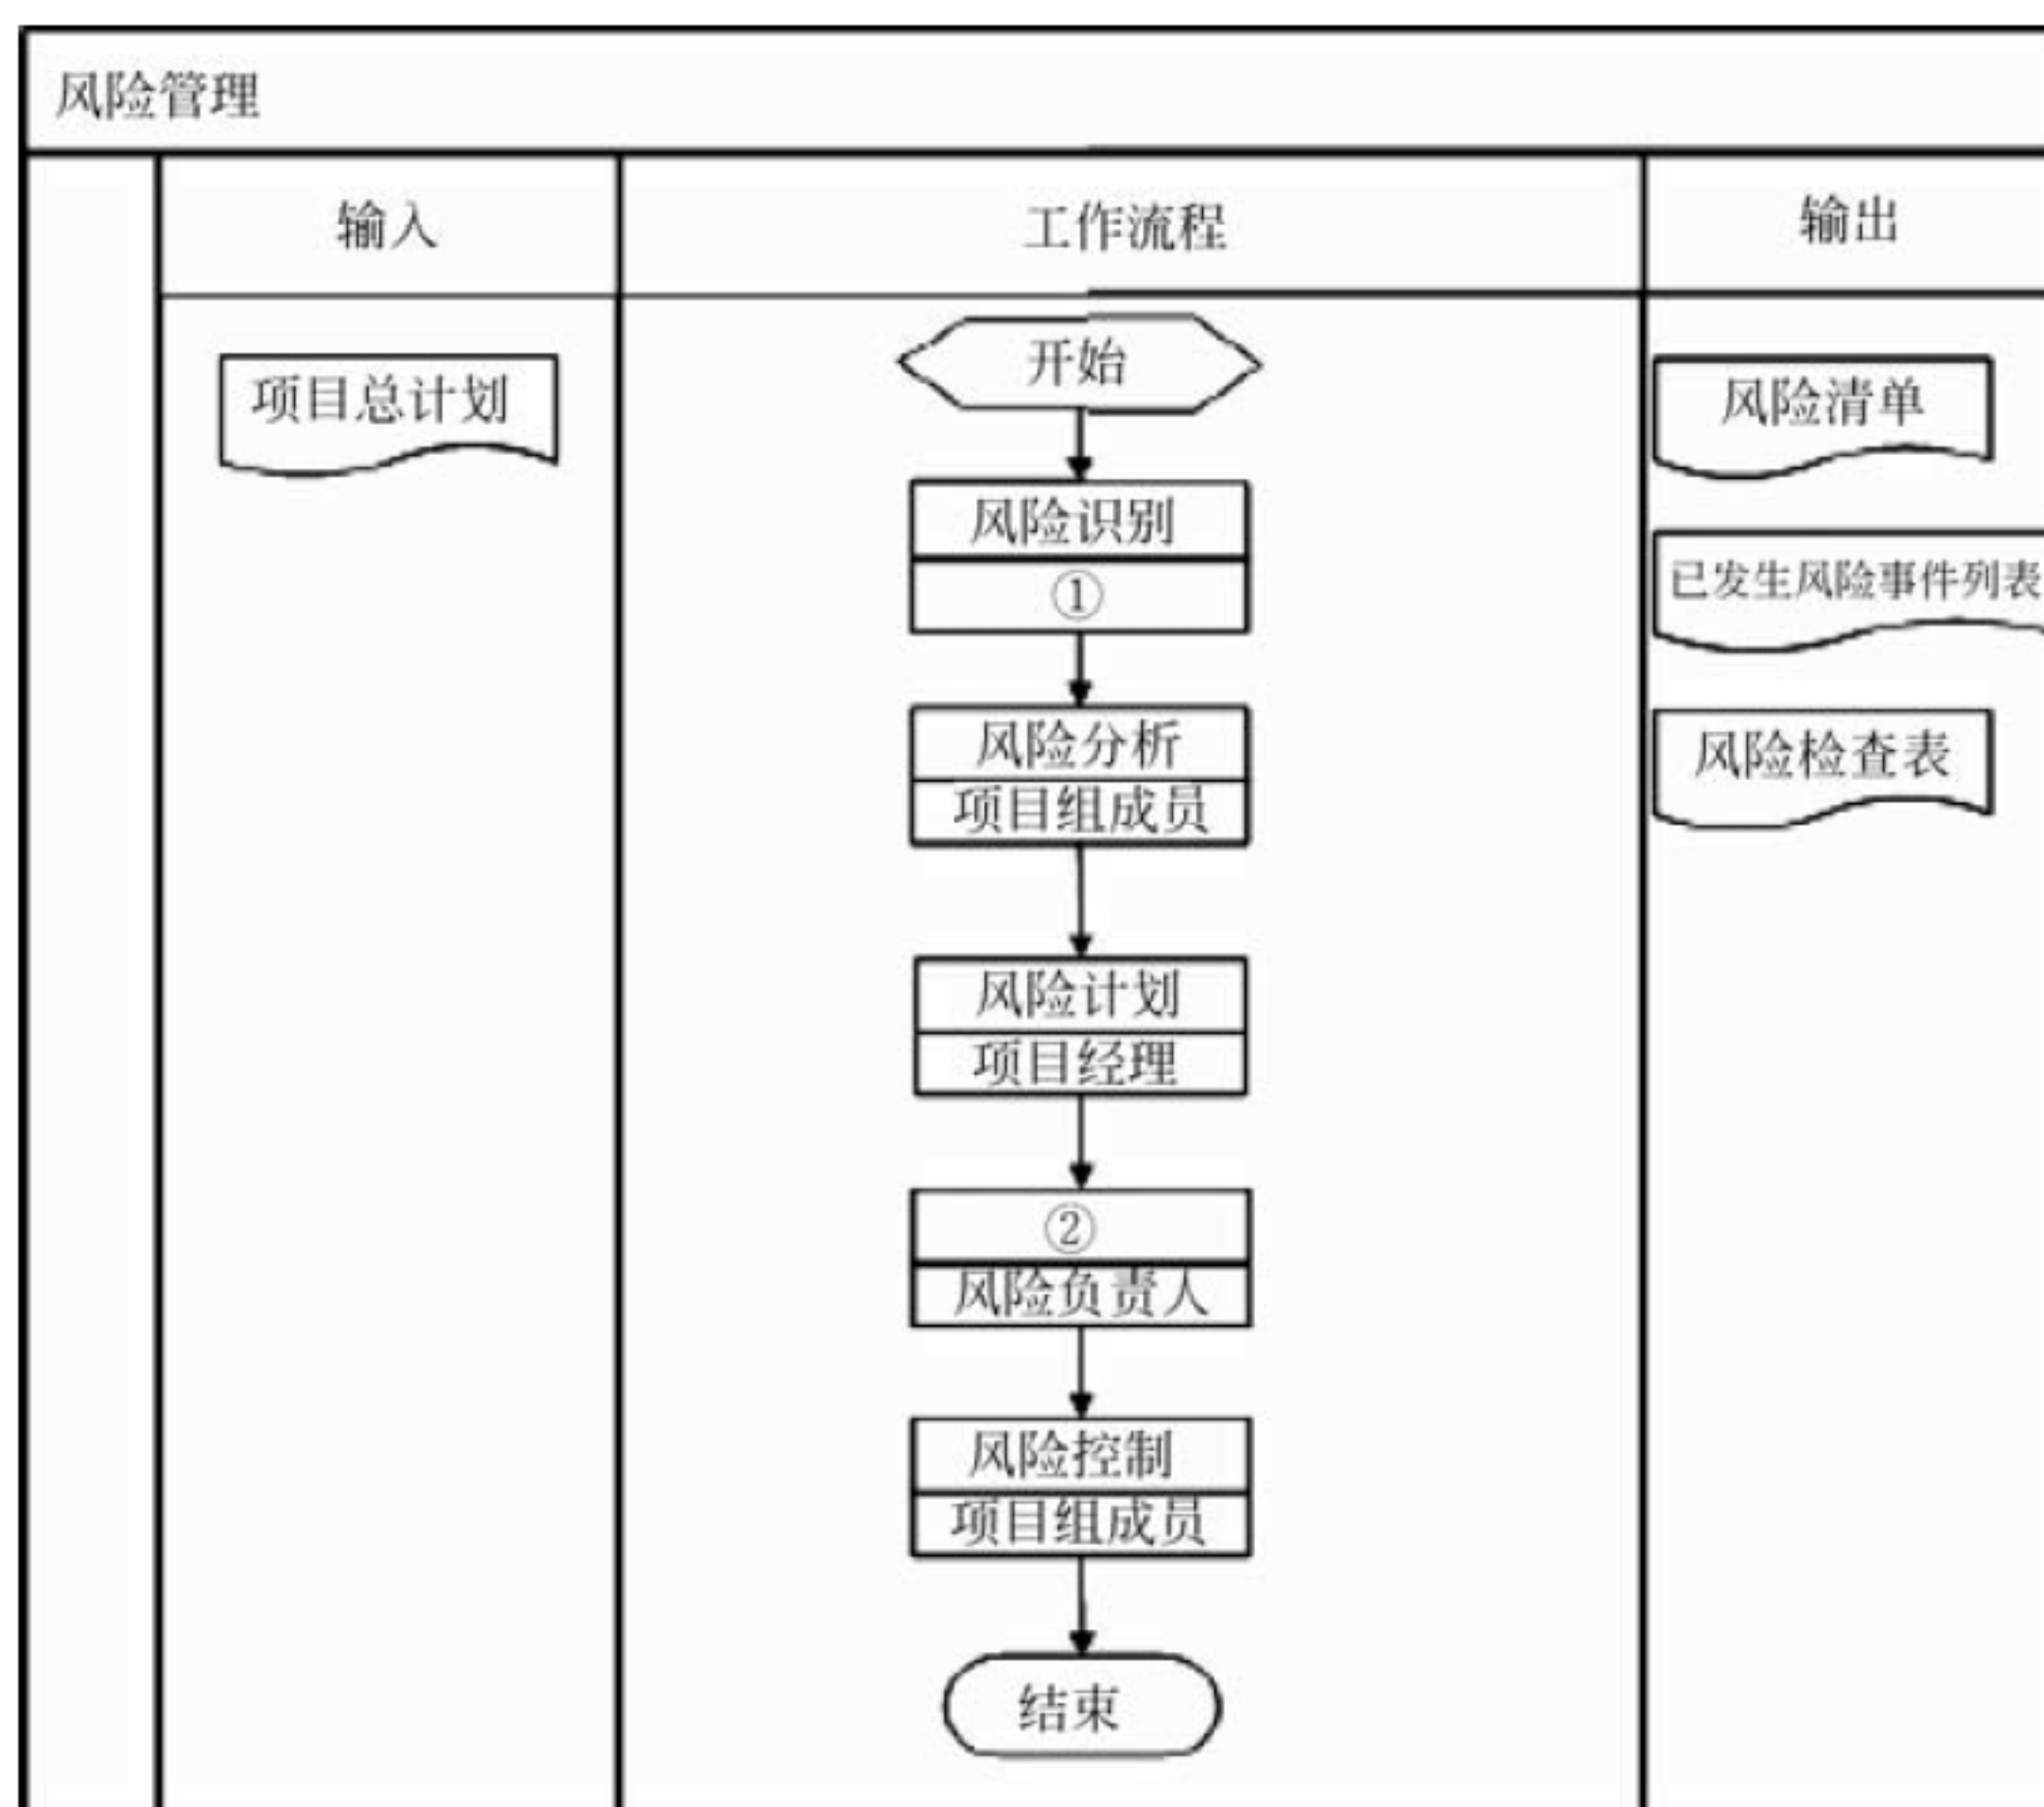 风险管理
输入
工作流程
输出
项目总计划
开始
风险识别
①
风险分析
项目组成员
风险计划
项目经理
②
风险负责人
风险控制
项目组成员
结束
风险清单
已发生风险事件列表
风险检查表